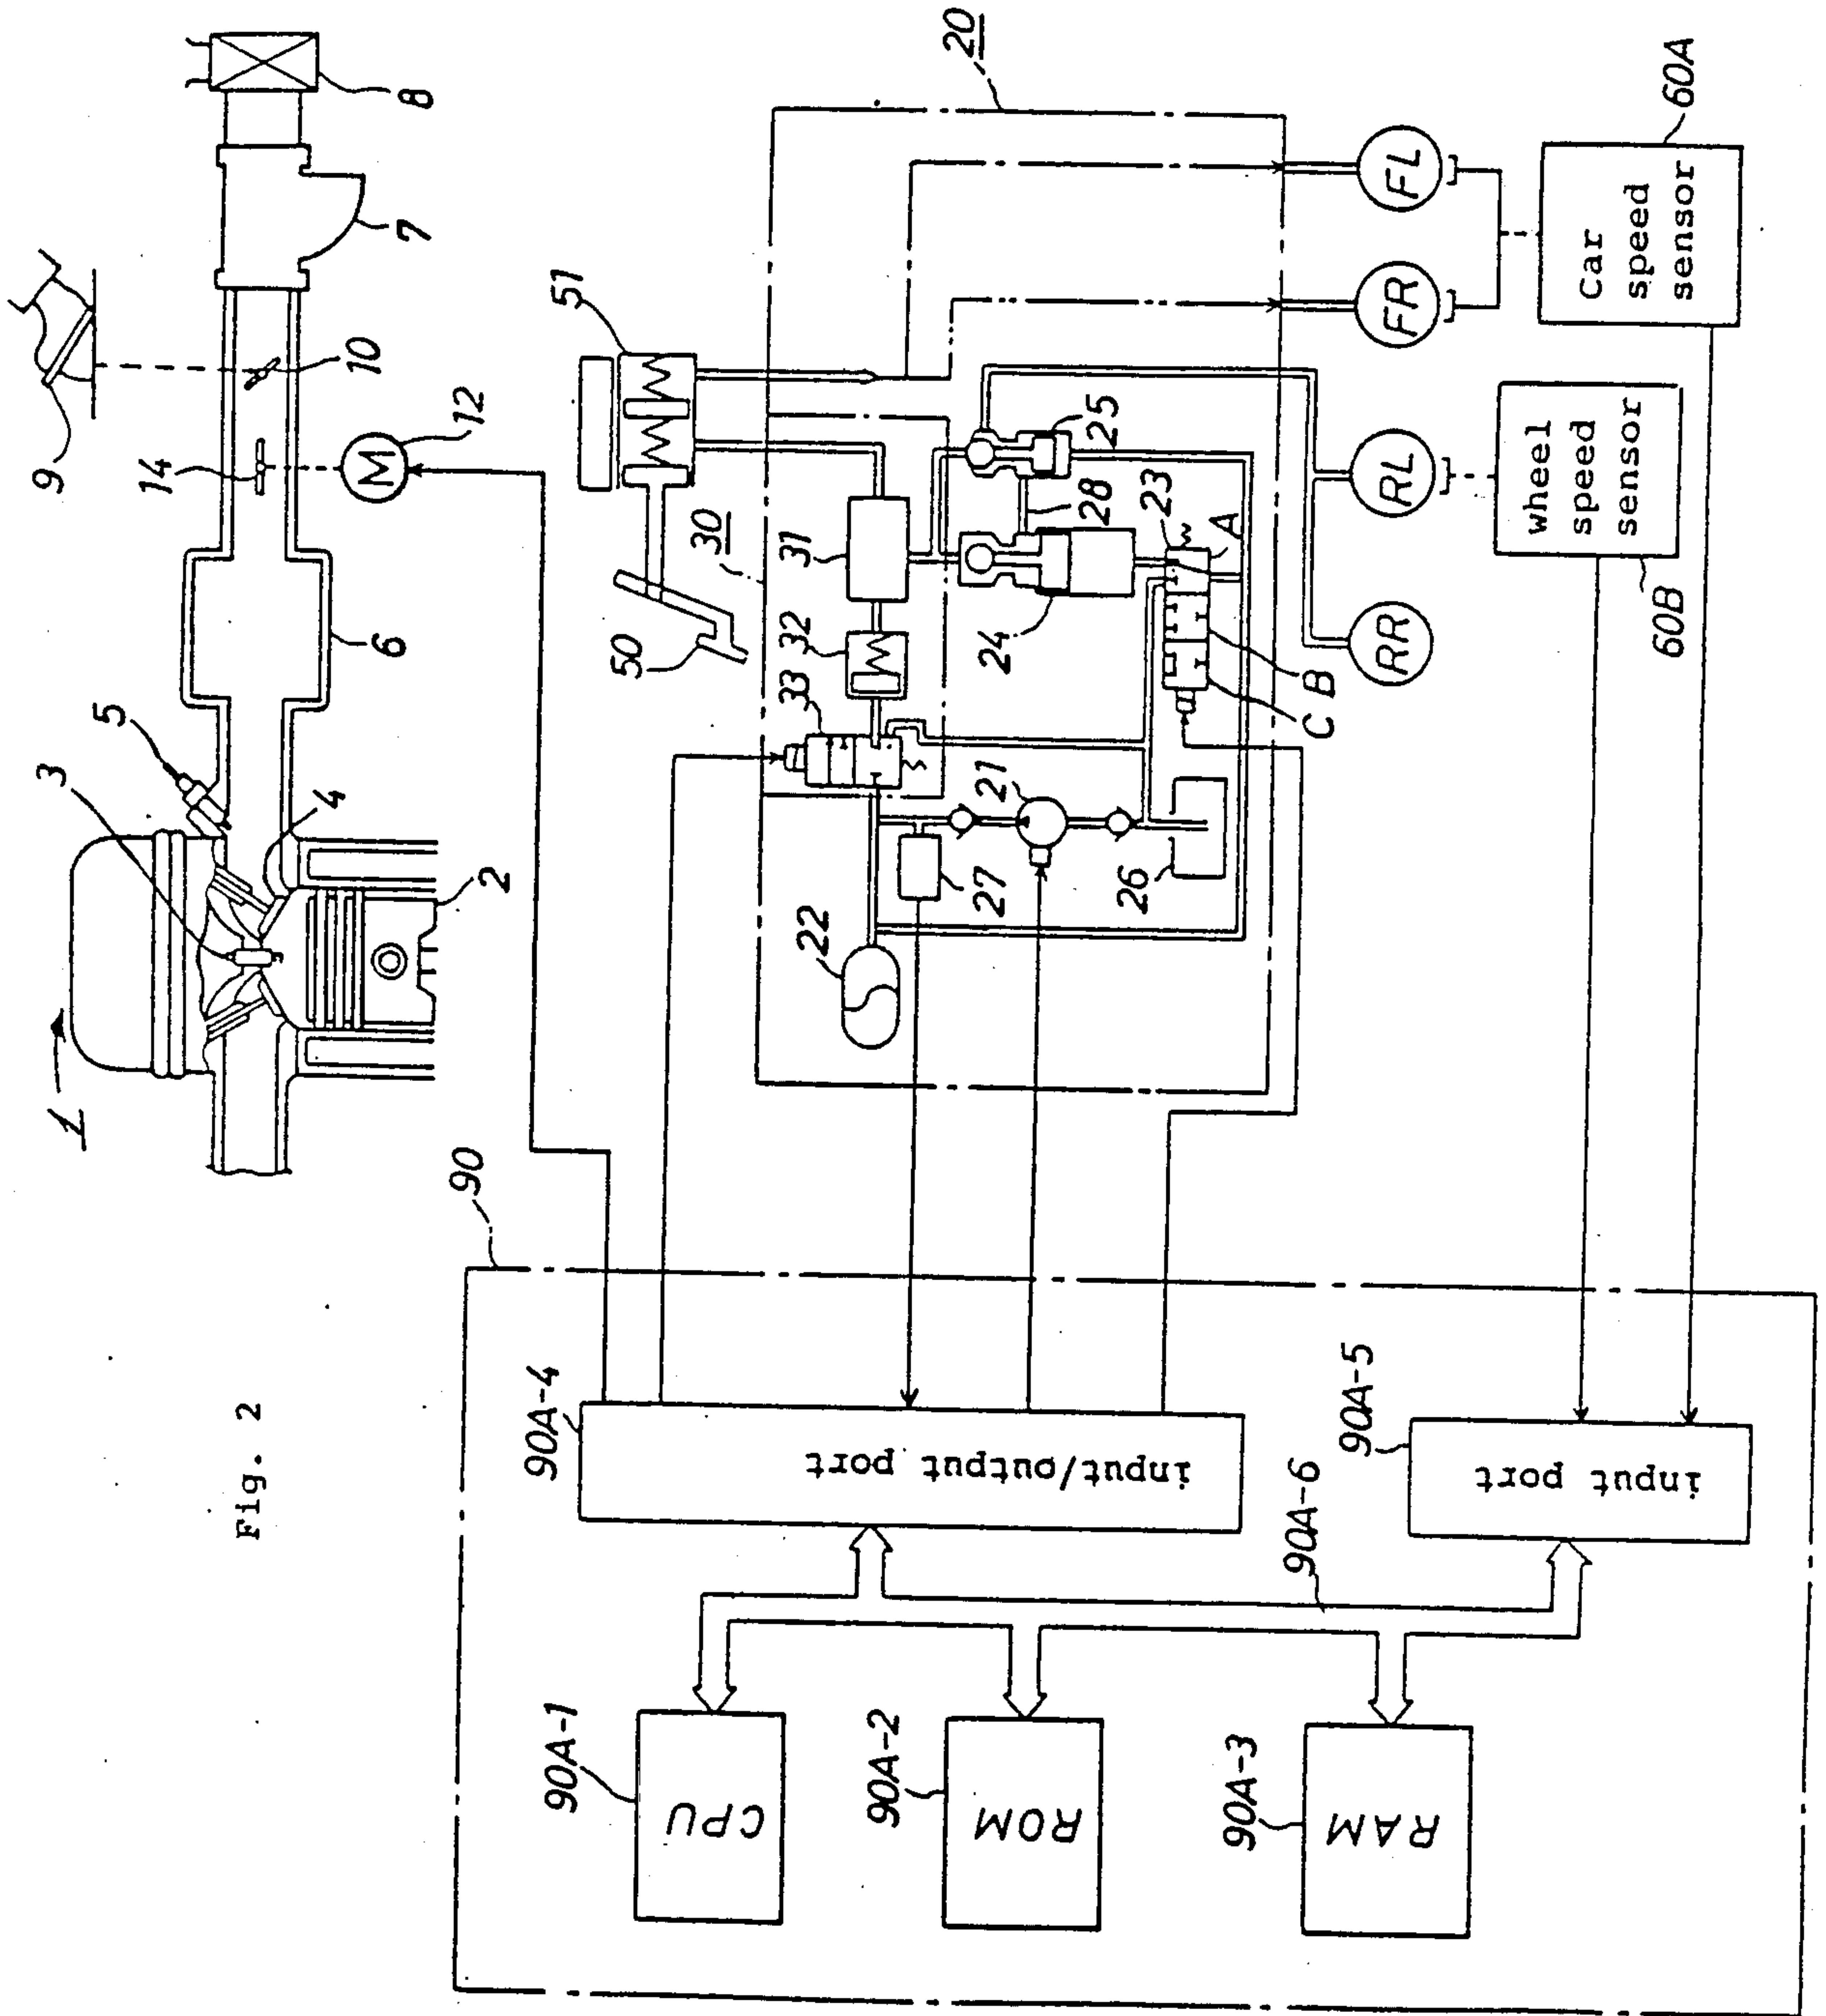 Fig. 2
1
2
3
4
5
6
7
8
9
10
12
M
14
20
30
50
51
31
32
33
21
22
23
24
25
26
27
28
A
B
C
FL
FR
RL
RR
60A
Car
speed
sensor
60B
wheel
speed
sensor
90
90A-4
input/output port
90A-5
input port
90A-6
90A-1
CPU
90A-2
ROM
90A-3
RAM